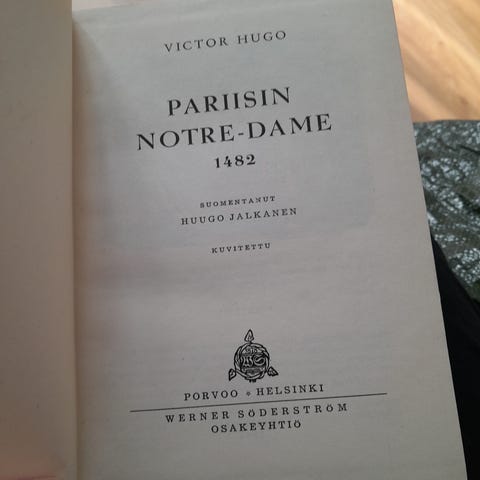 VICTOR HUGO
PARIISIN
NOTRE-DAME
1482
SUOMENTANUT
HUUGO JALKANEN
KUVITETTU
PORVOO * HELSINKI
WERNER SÖDERSTRÖM
OSAKEYHTIÖ